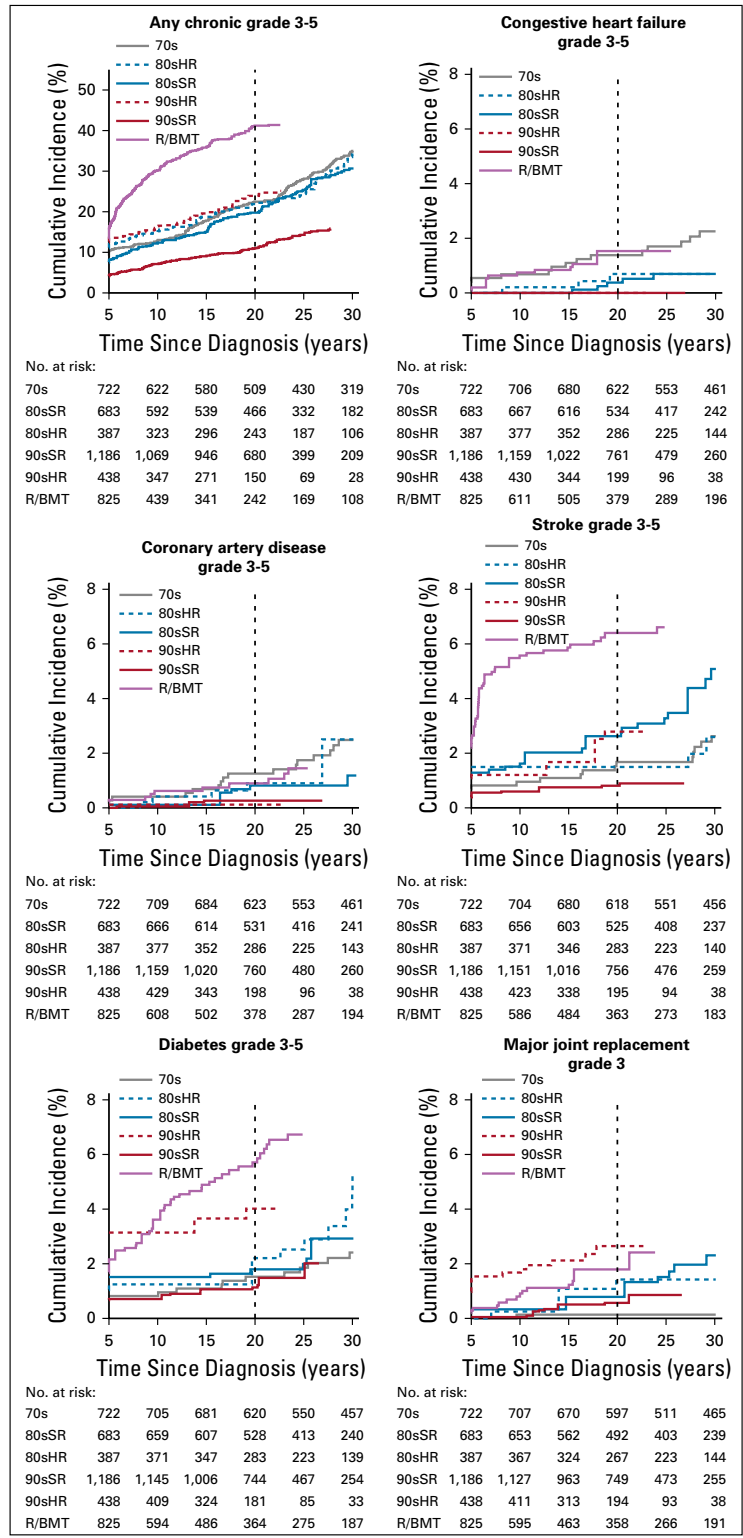 Any chronic grade 3-5
70s
80sHR
80sSR
90sHR
90sSR
R/BMT
Cumulative Incidence (%)
50
40
30
20
10
0
5 10 15 20 25 30
Time Since Diagnosis (years)
No. at risk:
70s 722 622 580 509 430 319
80sSR 683 592 539 466 332 182
80sHR 387 323 296 243 187 106
90sSR 1,186 1,069 946 680 399 209
90sHR 438 347 271 150 69 28
R/BMT 825 439 341 242 169 108
Congestive heart failure
grade 3-5
70s
80sHR
80sSR
90sHR
90sSR
R/BMT
Cumulative Incidence (%)
8
6
4
2
0
5 10 15 20 25 30
Time Since Diagnosis (years)
No. at risk:
70s 722 706 680 622 553 461
80sSR 683 667 616 534 417 242
80sHR 387 377 352 286 225 144
90sSR 1,186 1,159 1,022 761 479 260
90sHR 438 430 344 199 96 38
R/BMT 825 611 505 379 289 196
Coronary artery disease
grade 3-5
70s
80sHR
80sSR
90sHR
90sSR
R/BMT
Cumulative Incidence (%)
8
6
4
2
0
5 10 15 20 25 30
Time Since Diagnosis (years)
No. at risk:
70s 722 709 684 623 553 461
80sSR 683 666 614 531 416 241
80sHR 387 377 352 286 225 143
90sSR 1,186 1,159 1,020 760 480 260
90sHR 438 429 343 198 96 38
R/BMT 825 608 502 378 287 194
Stroke grade 3-5
70s
80sHR
80sSR
90sHR
90sSR
R/BMT
Cumulative Incidence (%)
8
6
4
2
0
5 10 15 20 25 30
Time Since Diagnosis (years)
No. at risk:
70s 722 704 680 618 551 456
80sSR 683 656 603 525 408 237
80sHR 387 371 346 283 223 140
90sSR 1,186 1,151 1,016 756 476 259
90sHR 438 423 338 195 94 38
R/BMT 825 586 484 363 273 183
Diabetes grade 3-5
70s
80sHR
80sSR
90sHR
90sSR
R/BMT
Cumulative Incidence (%)
8
6
4
2
0
5 10 15 20 25 30
Time Since Diagnosis (years)
No. at risk:
70s 722 705 681 620 550 457
80sSR 683 659 607 528 413 240
80sHR 387 371 347 283 223 139
90sSR 1,186 1,145 1,006 744 467 254
90sHR 438 409 324 181 85 33
R/BMT 825 594 486 364 275 187
Major joint replacement
grade 3
70s
80sHR
80sSR
90sHR
90sSR
R/BMT
Cumulative Incidence (%)
8
6
4
2
0
5 10 15 20 25 30
Time Since Diagnosis (years)
No. at risk:
70s 722 707 670 597 511 465
80sSR 683 653 562 492 403 239
80sHR 387 367 324 267 223 144
90sSR 1,186 1,127 963 749 473 255
90sHR 438 411 313 194 93 38
R/BMT 825 595 463 358 266 191